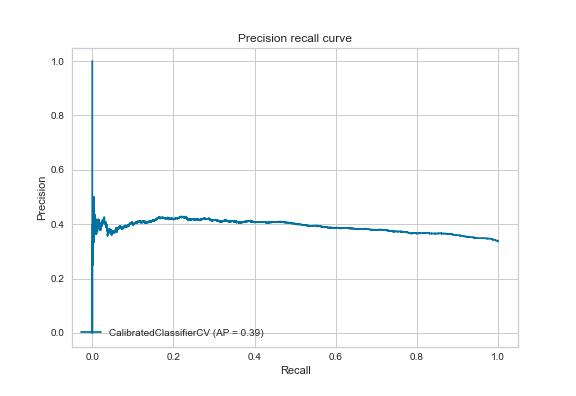 Precision recall curve
1.0
0.8
0.6
0.4
0.2
0.0
Precision
CalibratedClassifierCV (AP = 0.39)
0.0 0.2 0.4 0.6 0.8 1.0
Recall